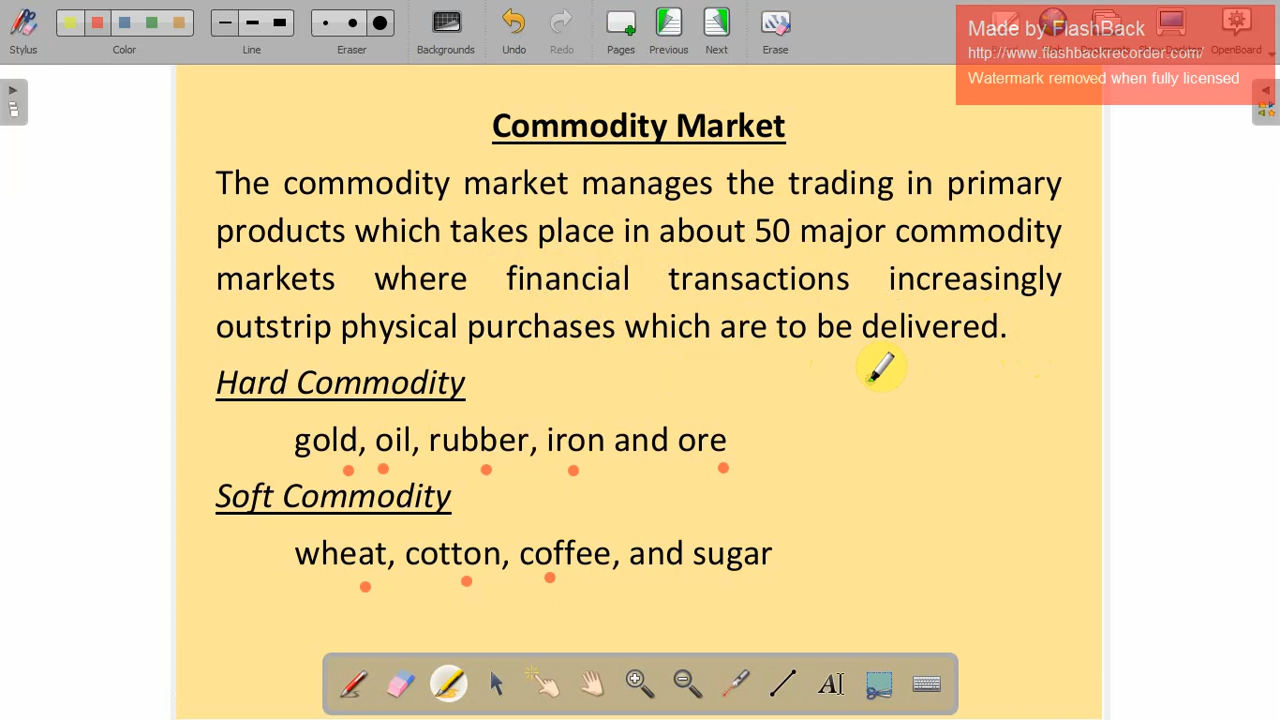 Stylus
Color
Line
Eraser
Backgrounds
Undo
Redo
Pages
Previous
Next
Erase
OpenBoard
Made by FlashBack
http://www.flashbackrecorder.com/
Watermark removed when fully licensed
Commodity Market
The commodity market manages the trading in primary
products which takes place in about 50 major commodity
markets where financial transactions increasingly
outstrip physical purchases which are to be delivered.
Hard Commodity
gold, oil, rubber, iron and ore
Soft Commodity
wheat, cotton, coffee, and sugar
AI